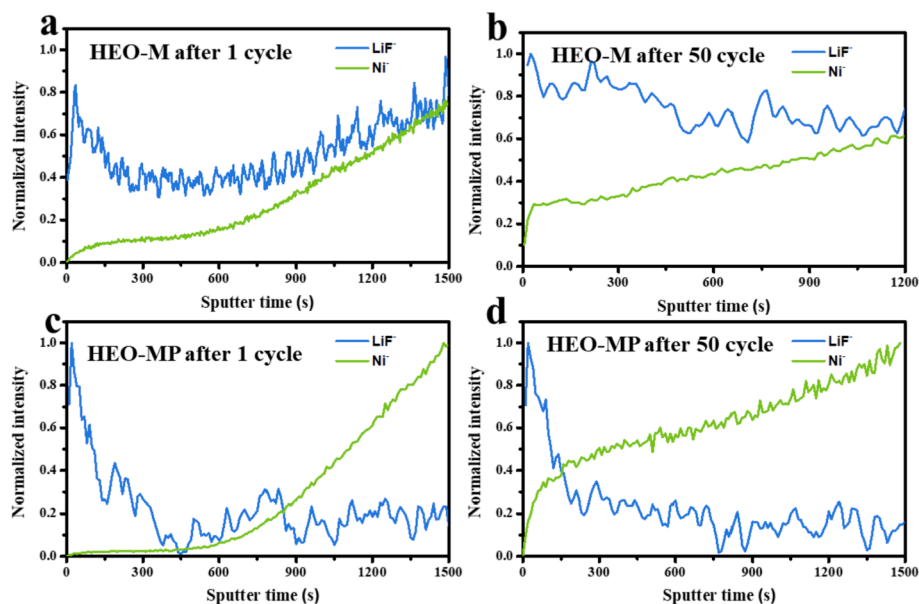 a
HEO-M after 1 cycle
LiF⁻
Ni⁻
Normalized intensity
1.0
0.8
0.6
0.4
0.2
0.0
0
300
600
900
1200
1500
Sputter time (s)
b
HEO-M after 50 cycle
LiF⁻
Ni⁻
Normalized intensity
1.0
0.8
0.6
0.4
0.2
0.0
0
300
600
900
1200
Sputter time (s)
c
HEO-MP after 1 cycle
LiF⁻
Ni⁻
Normalized intensity
1.0
0.8
0.6
0.4
0.2
0.0
0
300
600
900
1200
1500
Sputter time (s)
d
HEO-MP after 50 cycle
LiF⁻
Ni⁻
Normalized intensity
1.0
0.8
0.6
0.4
0.2
0.0
0
300
600
900
1200
1500
Sputter time (s)